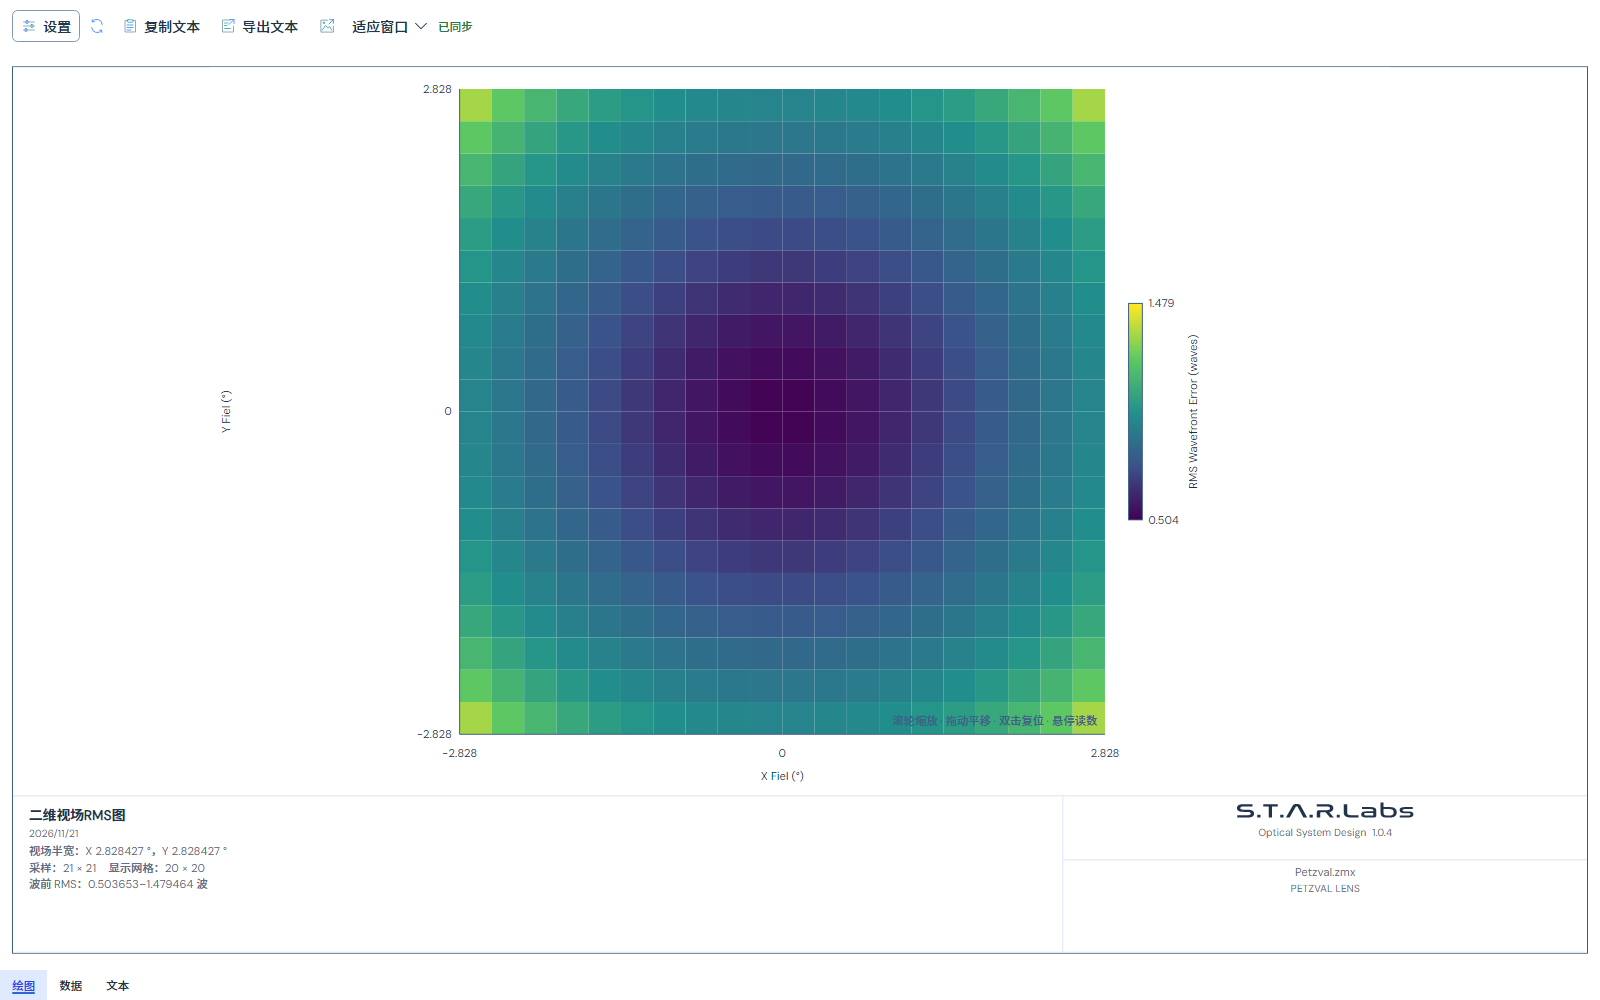 设置 复制文本 导出文本 适应窗口 已同步
2.828
0
-2.828
Y Fiel (°)
-2.828 0 2.828
X Fiel (°)
滚轮缩放 · 拖动平移 · 双击复位 · 悬停读数
1.479
0.504
RMS Wavefront Error (waves)
二维视场RMS图
2026/11/21
视场半宽：X 2.828427 °，Y 2.828427 °
采样：21 × 21 显示网格：20 × 20
波前 RMS：0.503653–1.479464 波
S.T.A.R.Labs
Optical System Design 1.0.4
Petzval.zmx
PETZVAL LENS
绘图 数据 文本